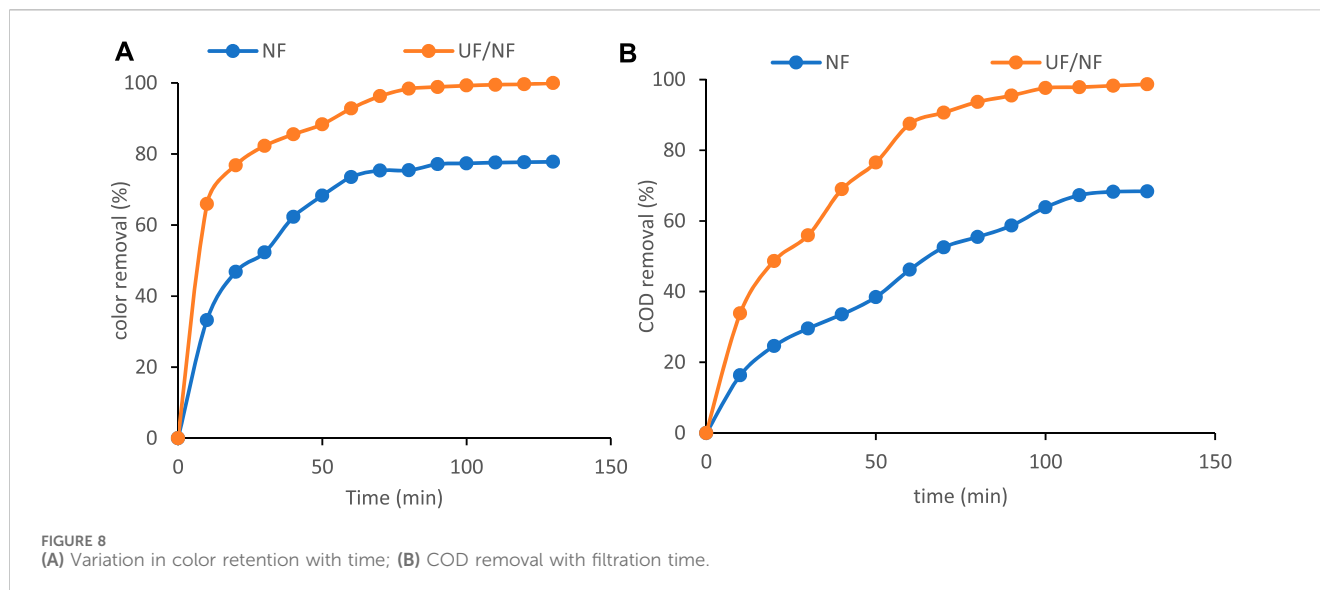 A
NF
UF/NF
100
80
60
40
20
0
color removal (%)
0
50
100
150
Time (min)
B
NF
UF/NF
100
80
60
40
20
0
COD removal (%)
0
50
100
150
time (min)
FIGURE 8
(A) Variation in color retention with time; (B) COD removal with filtration time.